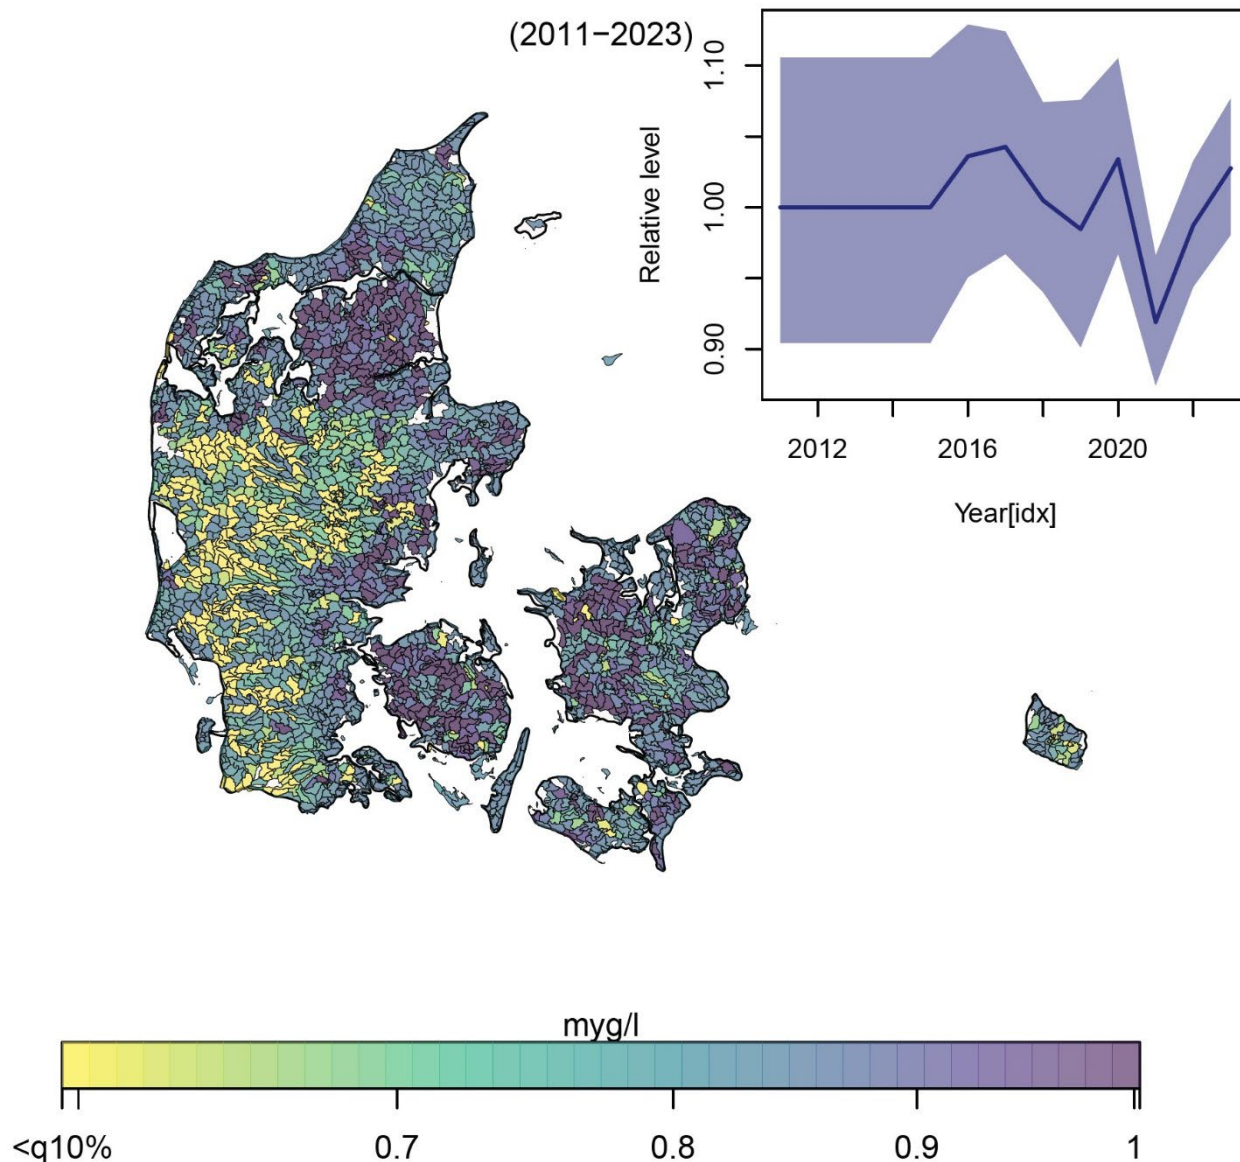 (2011−2023)
Relative level
1.10
1.00
0.90
2012 2016 2020
Year[idx]
myg/l
<q10% 0.7 0.8 0.9 1